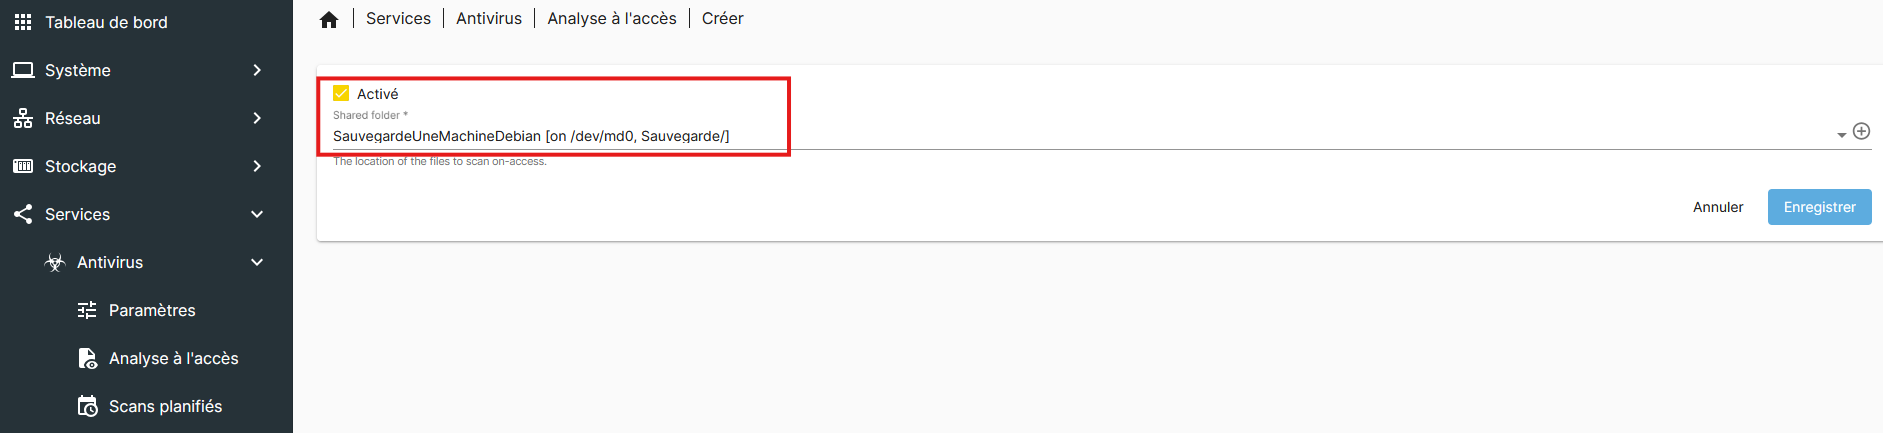 Tableau de bord
Système
Réseau
Stockage
Services
Antivirus
Paramètres
Analyse à l'accès
Scans planifiés
Services | Antivirus | Analyse à l'accès | Créer
Activé
Shared folder *
SauvegardeUneMachineDebian [on /dev/md0, Sauvegarde/]
The location of the files to scan on-access.
Annuler Enregistrer